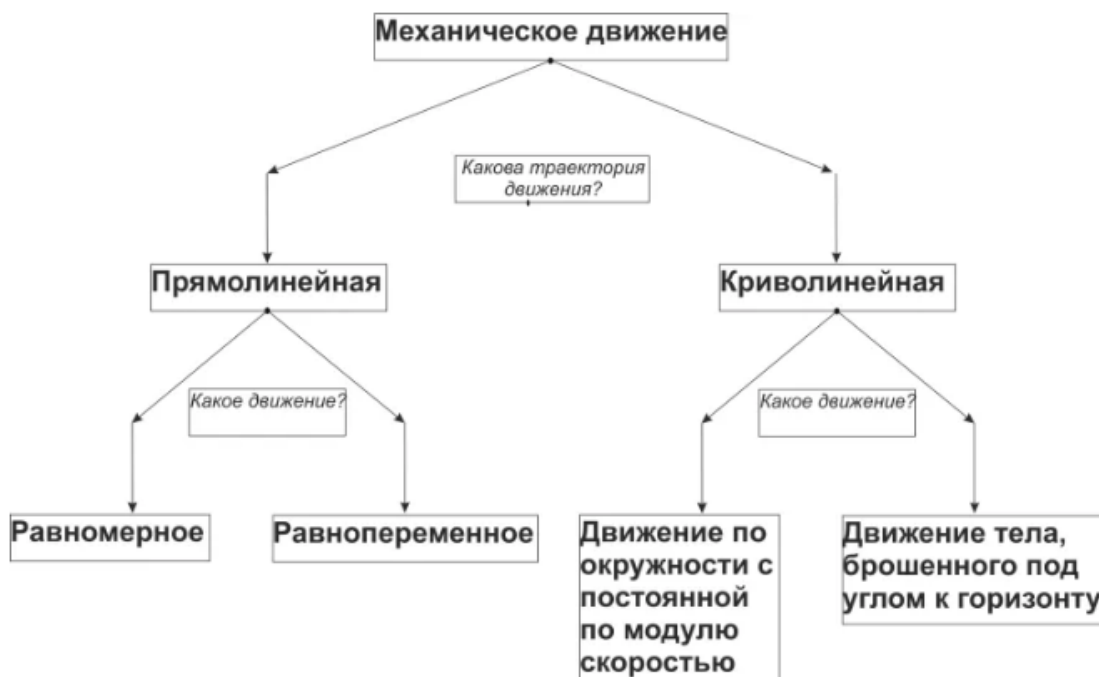 Механическое движение
Какова траектория
движения?
Прямолинейная
Криволинейная
Какое движение?
Какое движение?
Равномерное
Равнопеременное
Движение по
окружности с
постоянной
по модулю
скоростью
Движение тела,
брошенного под
углом к горизонту